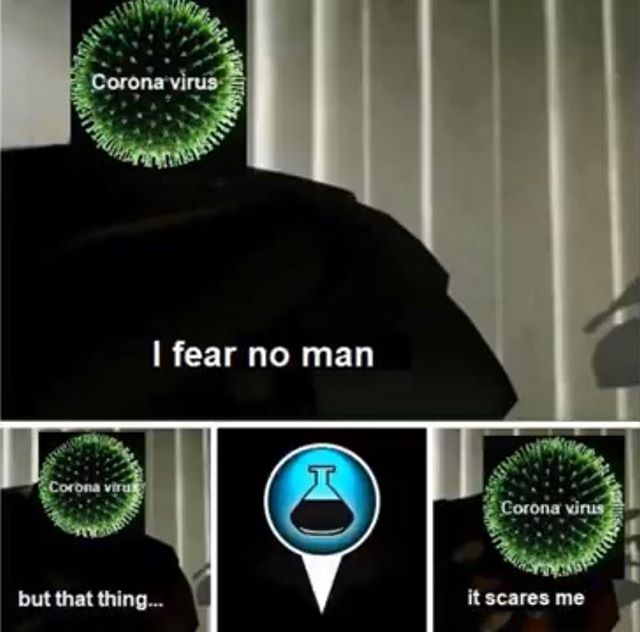 Corona virus
I fear no man
Corona virus
but that thing...
Corona virus
it scares me